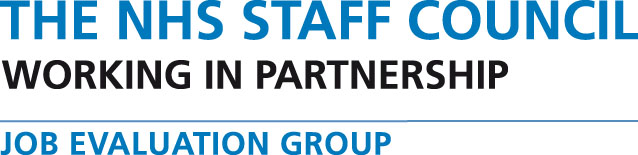 THE NHS STAFF COUNCIL
WORKING IN PARTNERSHIP
JOB EVALUATION GROUP